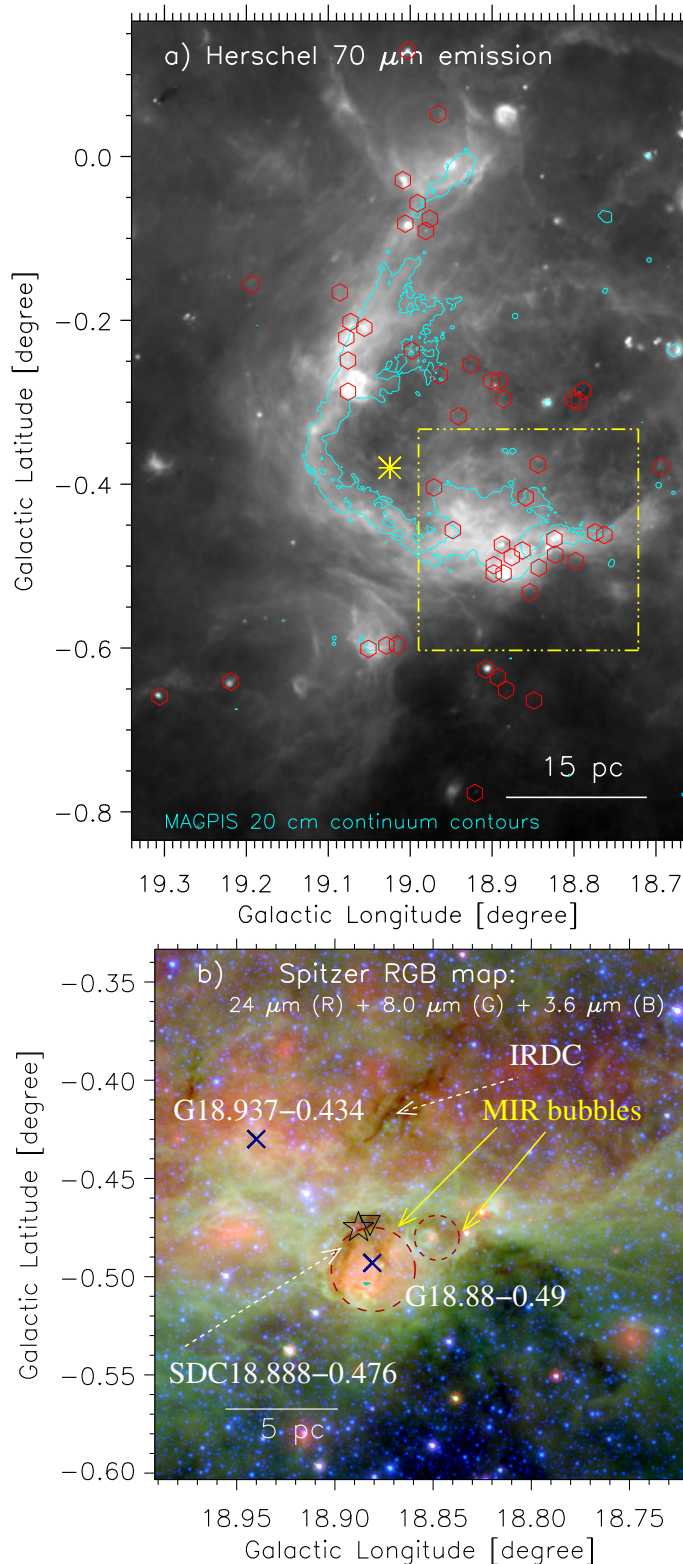 a) Herschel 70 μm emission
0.0
−0.2
−0.4
−0.6
−0.8
Galactic Latitude [degree]
15 pc
MAGPIS 20 cm continuum contours
19.3 19.2 19.1 19.0 18.9 18.8 18.7
Galactic Longitude [degree]
b) Spitzer RGB map:
24 μm (R) + 8.0 μm (G) + 3.6 μm (B)
−0.35
−0.40
−0.45
−0.50
−0.55
−0.60
Galactic Latitude [degree]
IRDC
G18.937−0.434
MIR bubbles
G18.88−0.49
SDC18.888−0.476
5 pc
18.95 18.90 18.85 18.80 18.75
Galactic Longitude [degree]